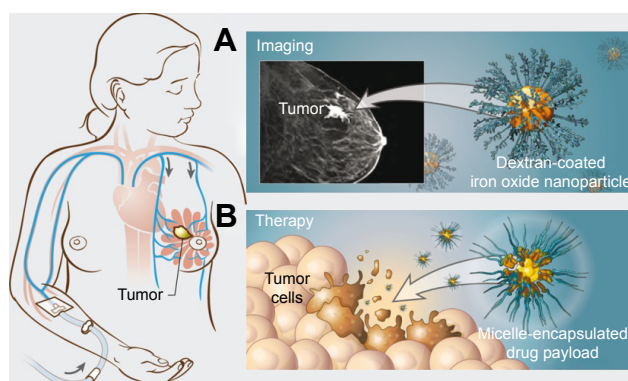 A
Imaging
Tumor
Dextran-coated
iron oxide nanoparticle
B
Therapy
Tumor
cells
Micelle-encapsulated
drug payload
Tumor